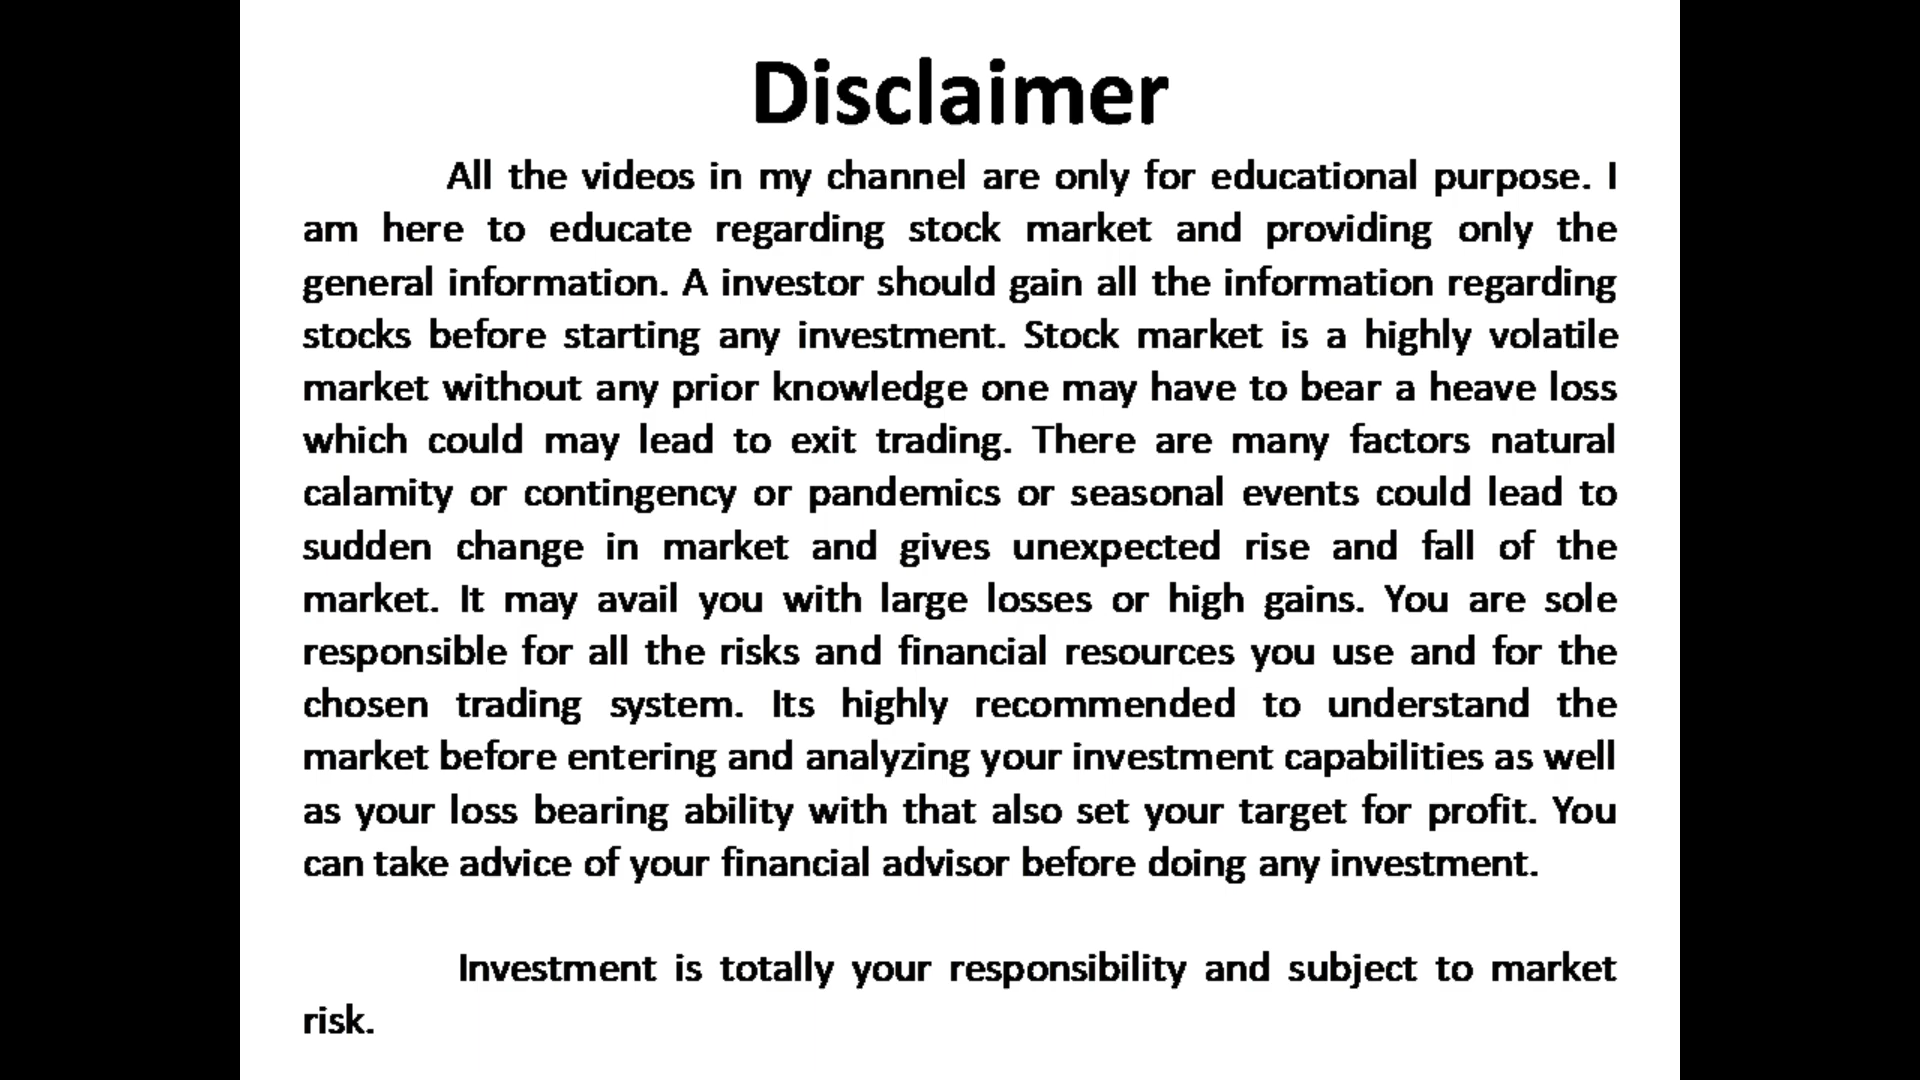 Disclaimer
All the videos in my channel are only for educational purpose. I
am here to educate regarding stock market and providing only the
general information. A investor should gain all the information regarding
stocks before starting any investment. Stock market is a highly volatile
market without any prior knowledge one may have to bear a heave loss
which could may lead to exit trading. There are many factors natural
calamity or contingency or pandemics or seasonal events could lead to
sudden change in market and gives unexpected rise and fall of the
market. It may avail you with large losses or high gains. You are sole
responsible for all the risks and financial resources you use and for the
chosen trading system. Its highly recommended to understand the
market before entering and analyzing your investment capabilities as well
as your loss bearing ability with that also set your target for profit. You
can take advice of your financial advisor before doing any investment.
Investment is totally your responsibility and subject to market
risk.